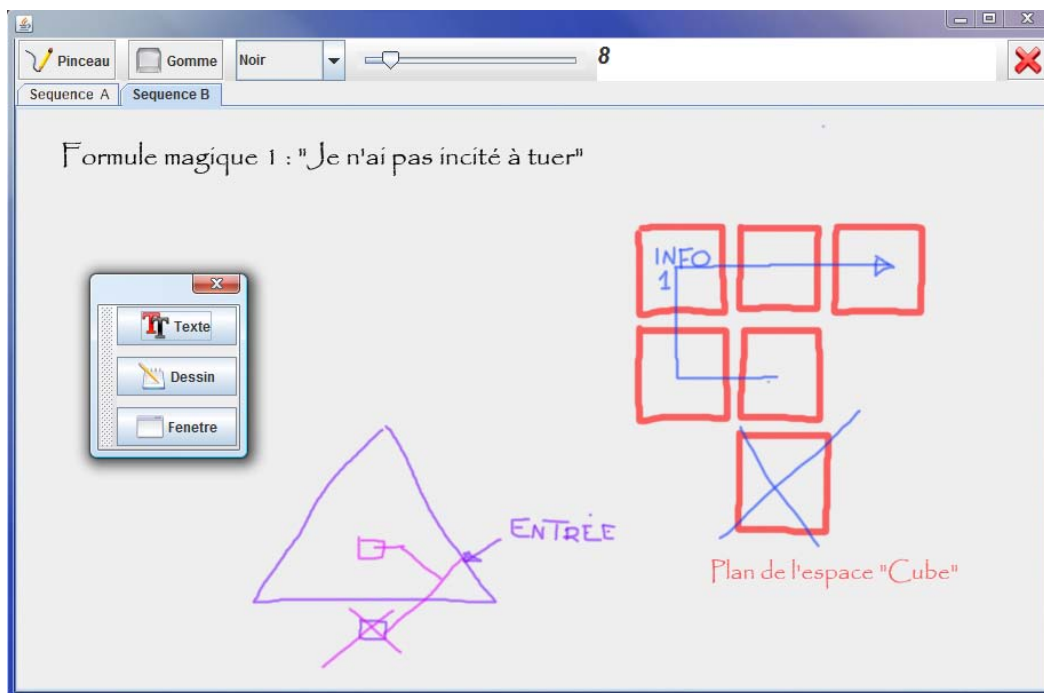 Pinceau Gomme Noir 8
Sequence A Sequence B
Formule magique 1 : "Je n'ai pas incité à tuer"
INFO
1
Texte
Dessin
Fenetre
ENTRÉE
Plan de l'espace "Cube"